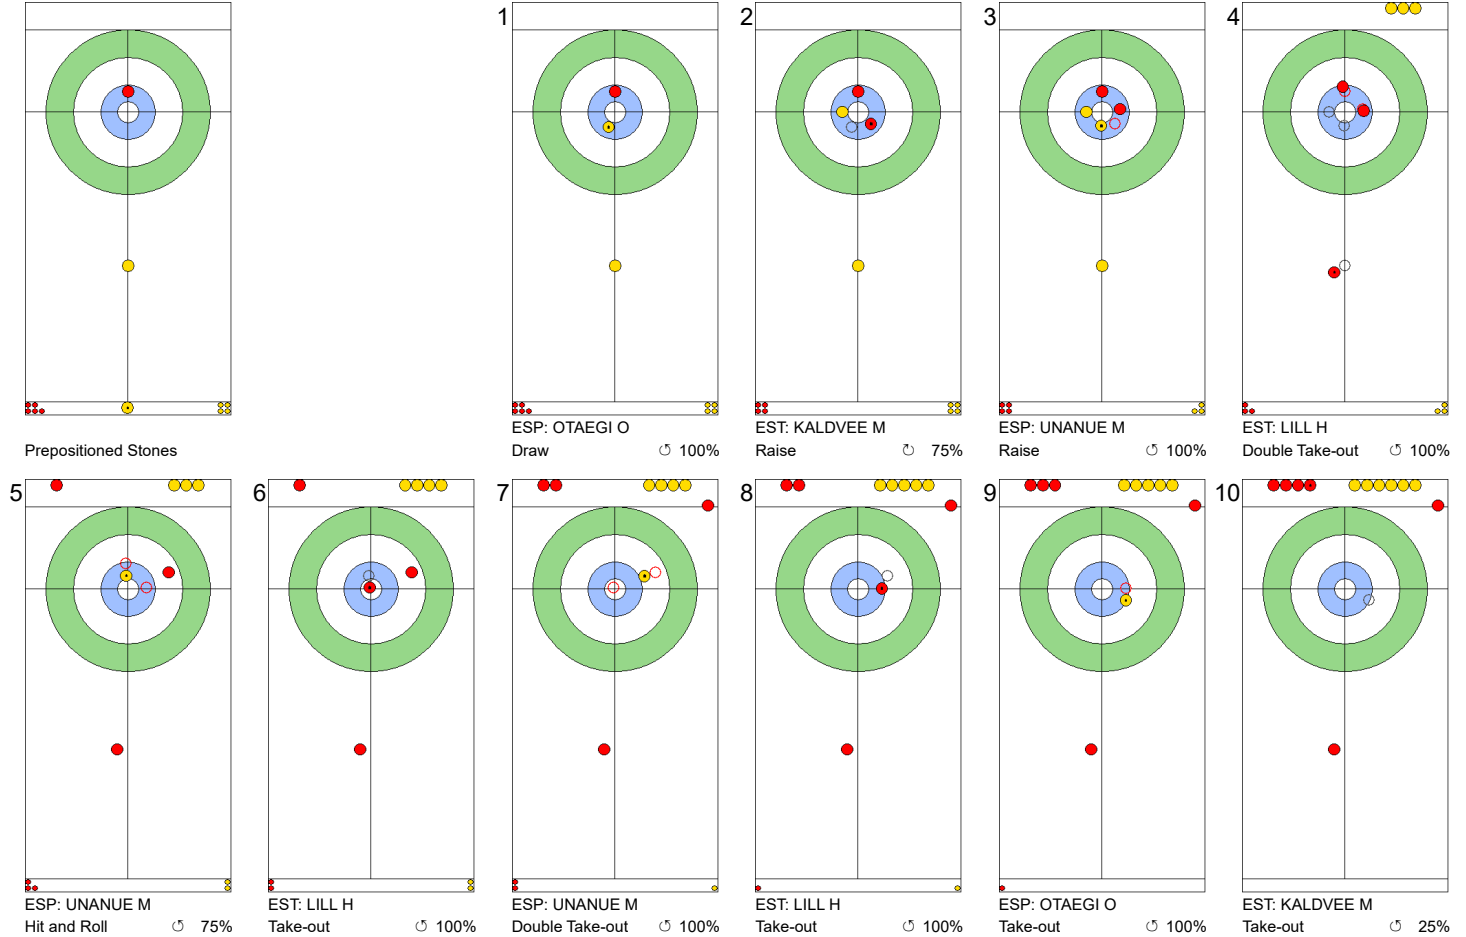 1
2
3
4
Prepositioned Stones
ESP: OTAEGI O
Draw ↺ 100%
EST: KALDVEE M
Raise ↻ 75%
ESP: UNANUE M
Raise ↺ 100%
EST: LILL H
Double Take-out ↺ 100%
5
6
7
8
9
10
ESP: UNANUE M
Hit and Roll ↺ 75%
EST: LILL H
Take-out ↺ 100%
ESP: UNANUE M
Double Take-out ↺ 100%
EST: LILL H
Take-out ↺ 100%
ESP: OTAEGI O
Take-out ↺ 100%
EST: KALDVEE M
Take-out ↺ 25%